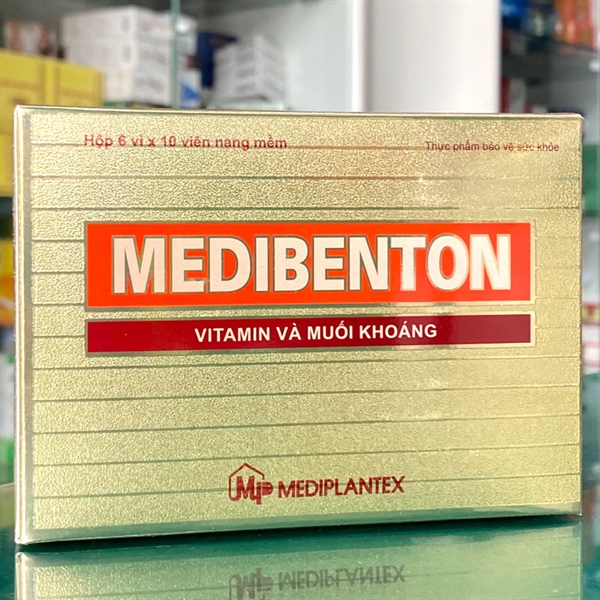 Hộp 6 vỉ x 10 viên nang mềm
Thực phẩm bảo vệ sức khỏe
MEDIBENTON
VITAMIN VÀ MUỐI KHOÁNG
MEDIPLANTEX